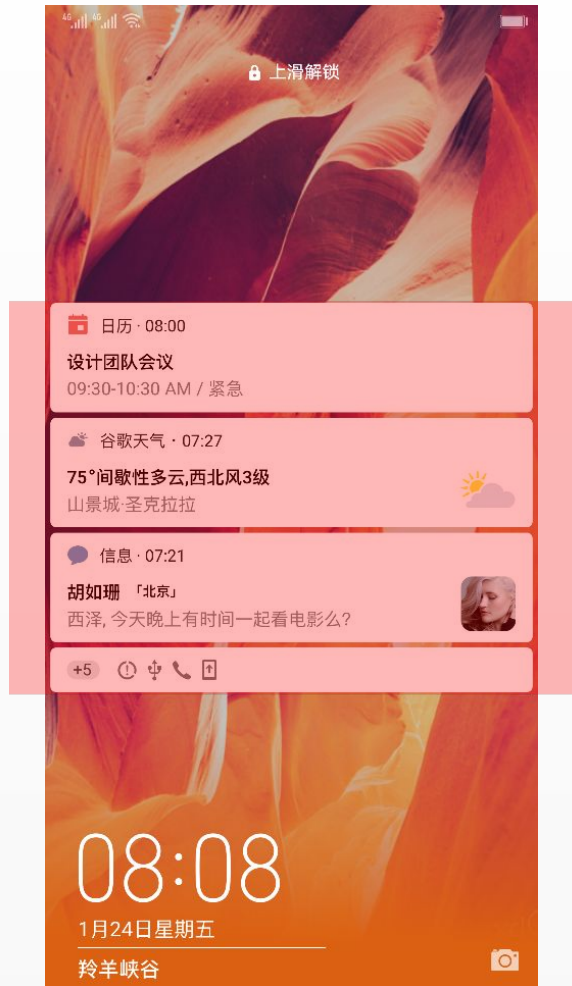 4G 4G
上滑解锁
日历 · 08:00
设计团队会议
09:30-10:30 AM / 紧急
谷歌天气 · 07:27
75°间歇性多云,西北风3级
山景城·圣克拉拉
信息 · 07:21
胡如珊 「北京」
西泽, 今天晚上有时间一起看电影么?
+5
08:08
1月24日星期五
羚羊峡谷